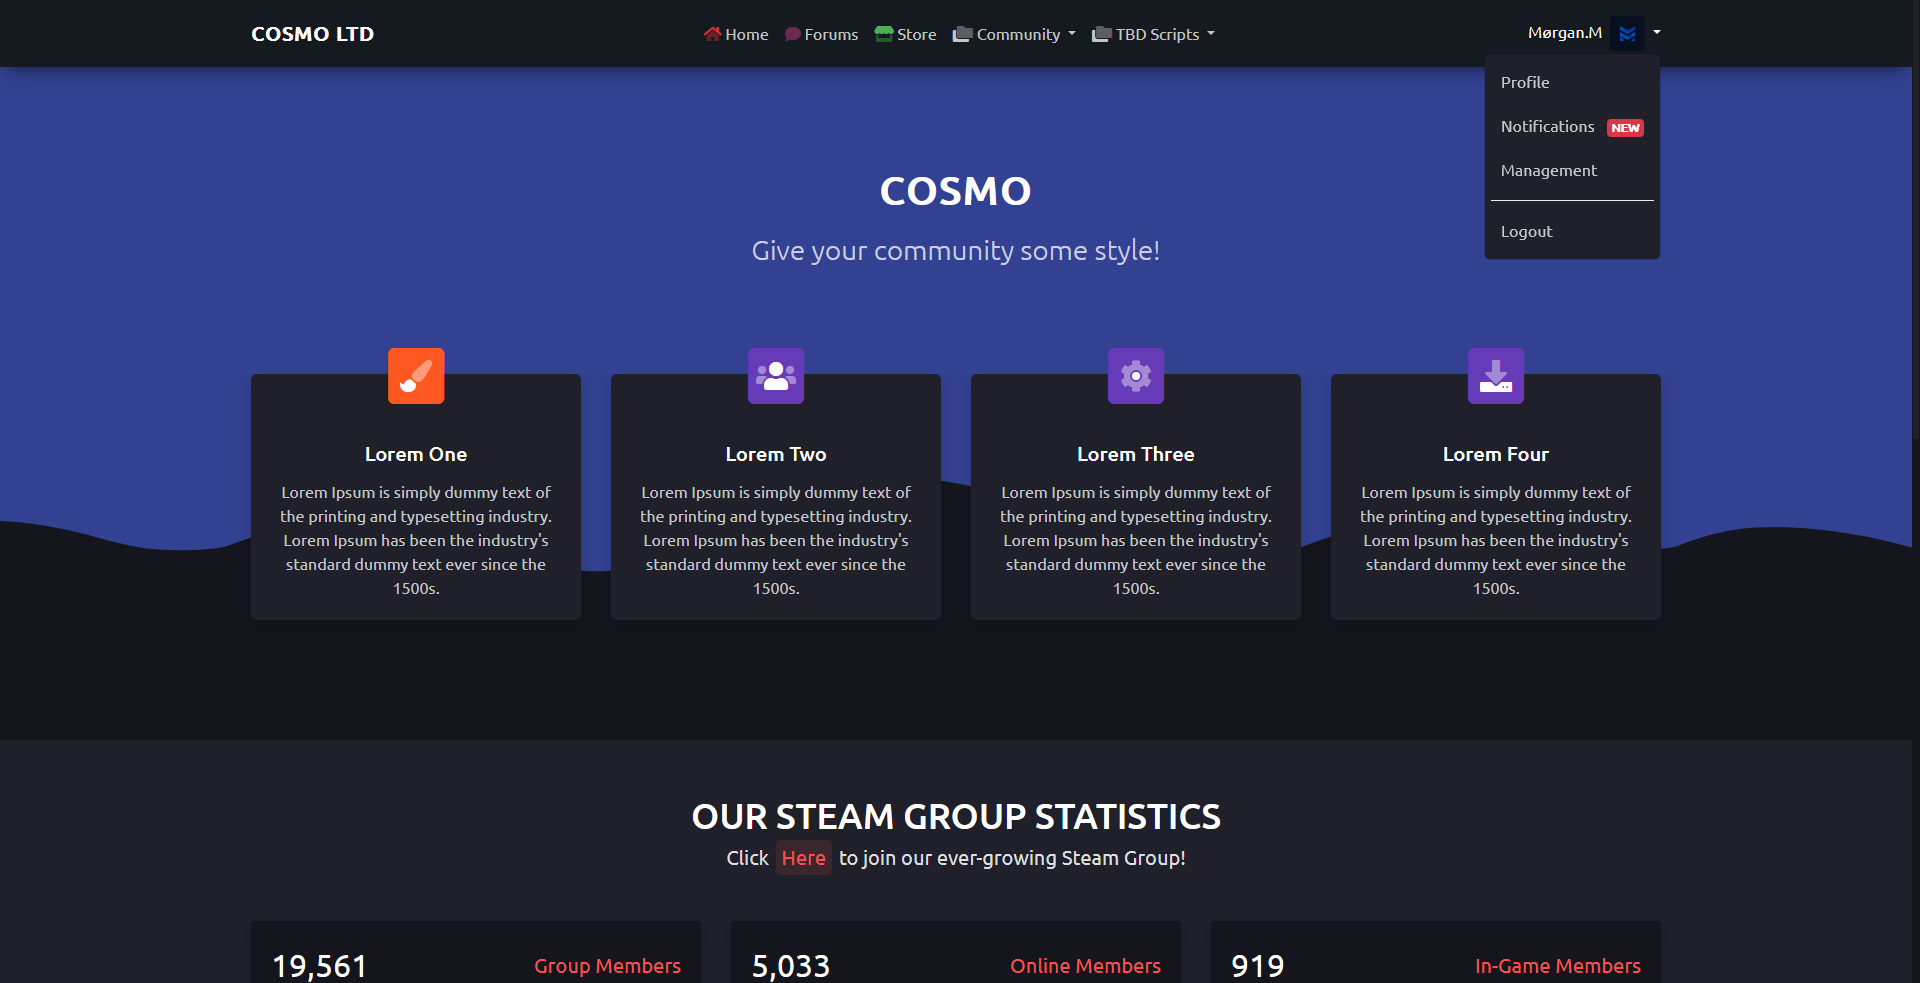 COSMO LTD
Home
Forums
Store
Community
TBD Scripts
Mørgan.M
Profile
Notifications NEW
Management
Logout
COSMO
Give your community some style!
Lorem One
Lorem Ipsum is simply dummy text of
the printing and typesetting industry.
Lorem Ipsum has been the industry's
standard dummy text ever since the
1500s.
Lorem Two
Lorem Ipsum is simply dummy text of
the printing and typesetting industry.
Lorem Ipsum has been the industry's
standard dummy text ever since the
1500s.
Lorem Three
Lorem Ipsum is simply dummy text of
the printing and typesetting industry.
Lorem Ipsum has been the industry's
standard dummy text ever since the
1500s.
Lorem Four
Lorem Ipsum is simply dummy text of
the printing and typesetting industry.
Lorem Ipsum has been the industry's
standard dummy text ever since the
1500s.
OUR STEAM GROUP STATISTICS
Click Here to join our ever-growing Steam Group!
19,561 Group Members
5,033 Online Members
919 In-Game Members